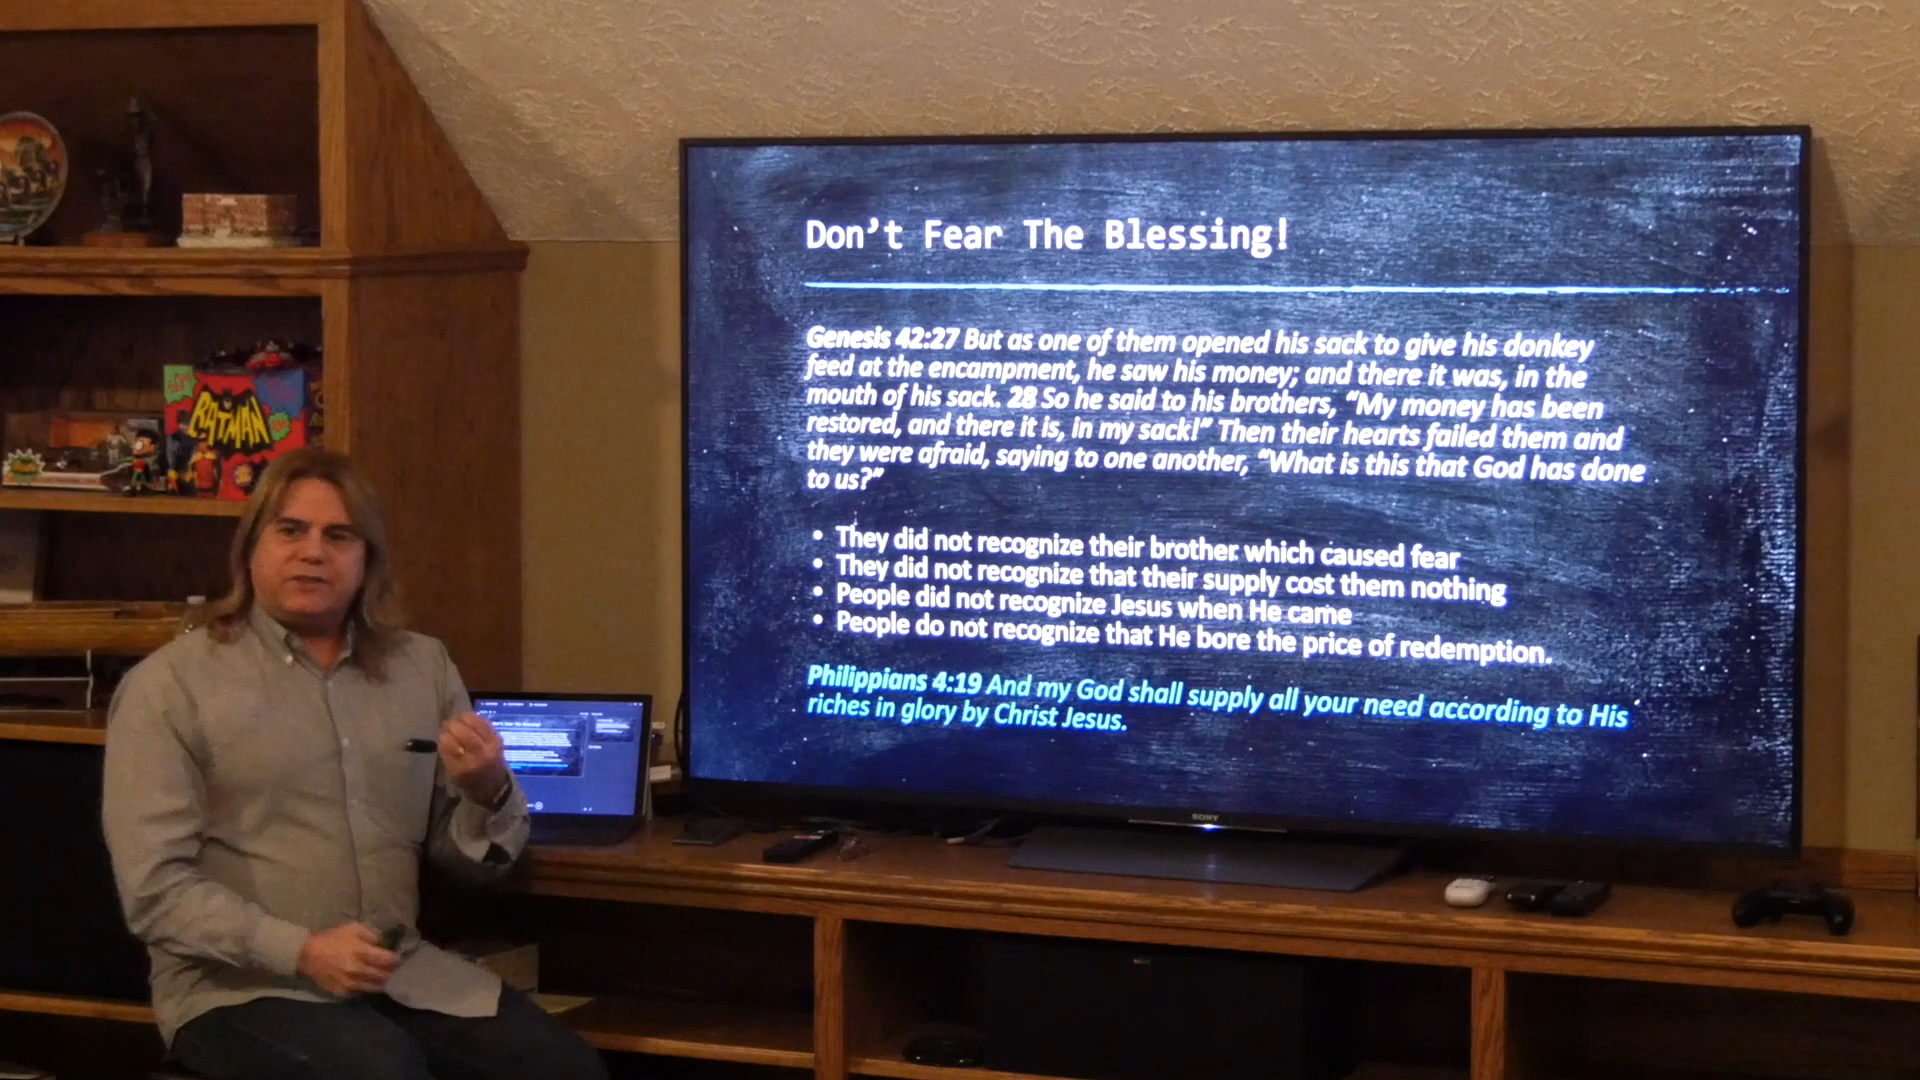 Don't Fear The Blessing!
Genesis 42:27 But as one of them opened his sack to give his donkey
feed at the encampment, he saw his money; and there it was, in the
mouth of his sack. 28 So he said to his brothers, “My money has been
restored, and there it is, in my sack!” Then their hearts failed them and
they were afraid, saying to one another, “What is this that God has done
to us?”
• They did not recognize their brother which caused fear
• They did not recognize that their supply cost them nothing
• People did not recognize Jesus when He came
• People do not recognize that He bore the price of redemption.
Philippians 4:19 And my God shall supply all your need according to His
riches in glory by Christ Jesus.
SONY
BATMAN